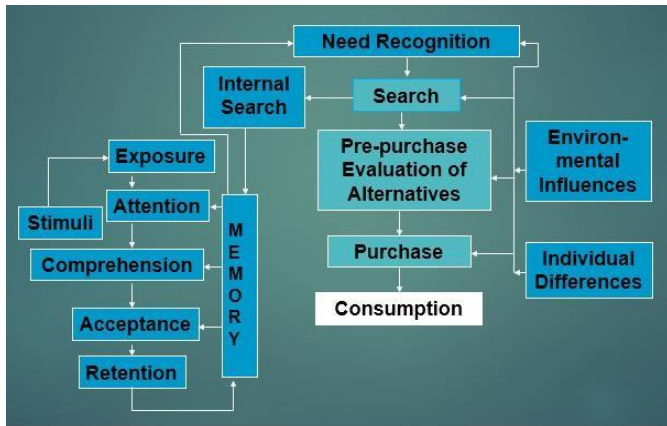 Need Recognition
Internal
Search
Search
Exposure
Pre-purchase
Evaluation of
Alternatives
Environ-
mental
Influences
Attention
Stimuli
M
E
M
O
R
Y
Comprehension
Purchase
Individual
Differences
Consumption
Acceptance
Retention